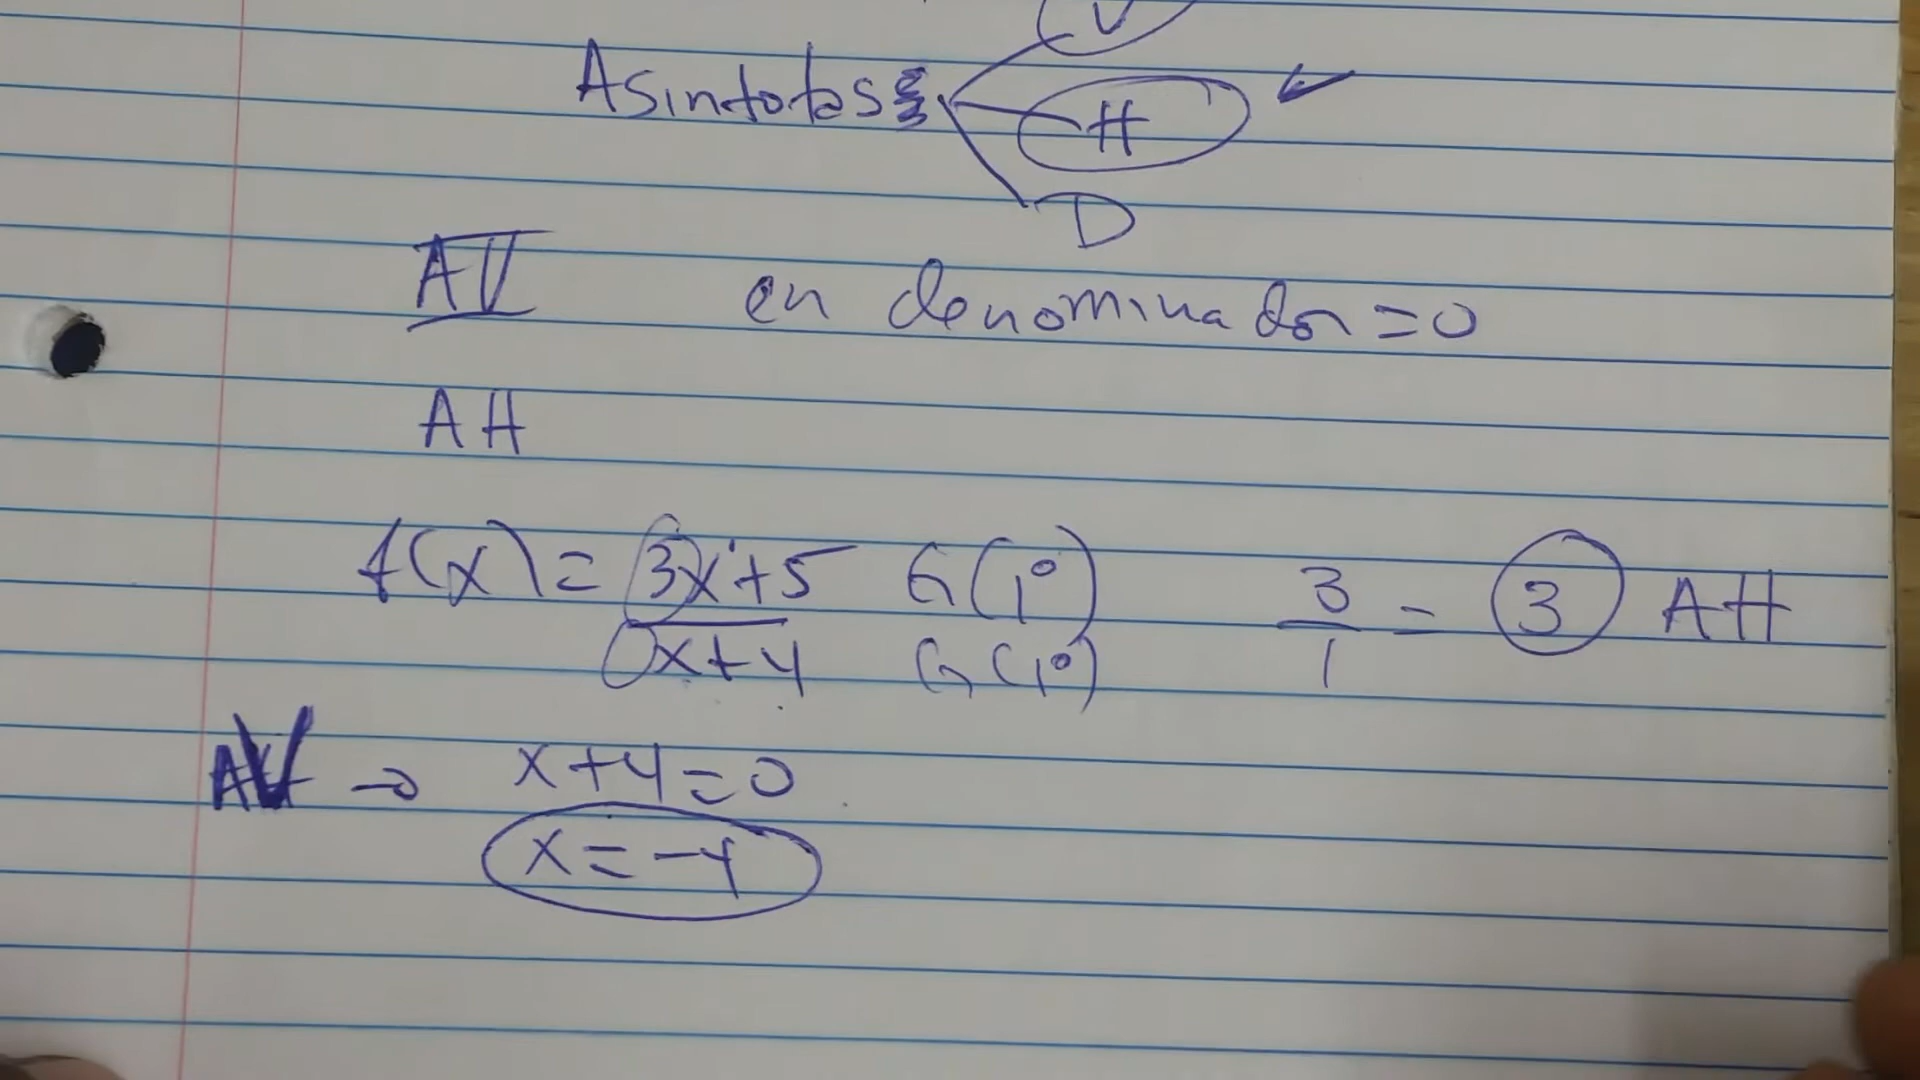 V
Asintotas H
D
AV en denominador = 0
AH
f(x) = 3x+5 G(1°) 3/1 = 3 AH
x+4 G(1°)
AV → x+4=0
x=-4